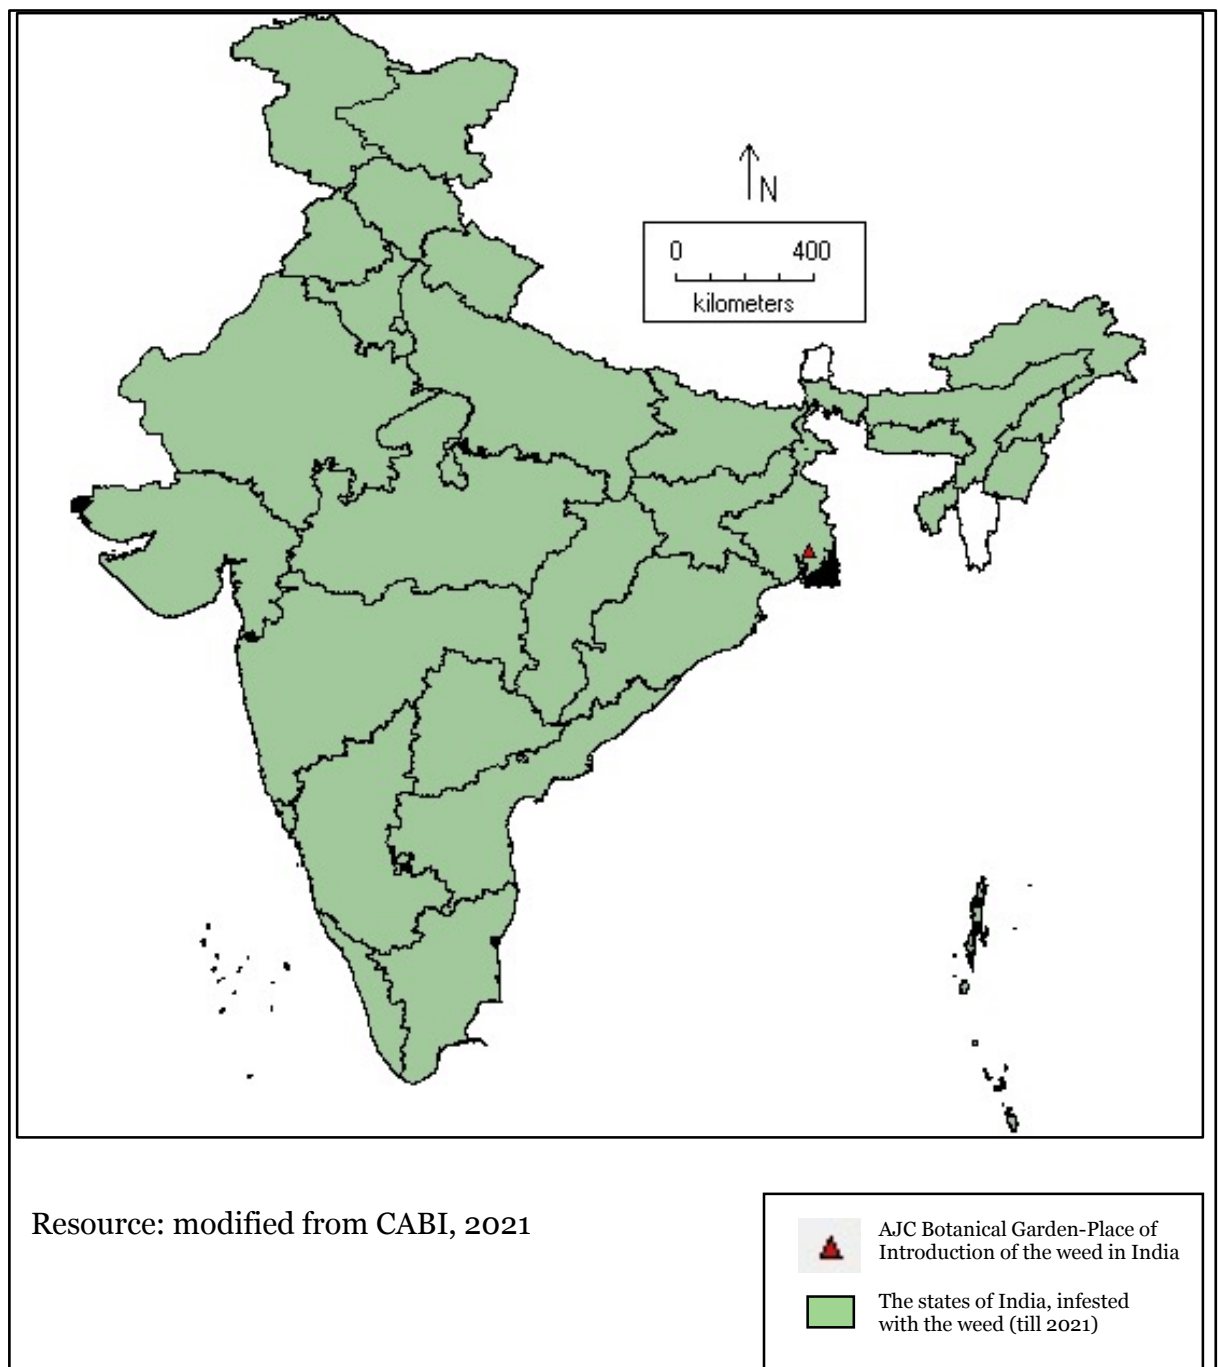 N
0 400
kilometers
Resource: modified from CABI, 2021
AJC Botanical Garden-Place of
Introduction of the weed in India
The states of India, infested
with the weed (till 2021)